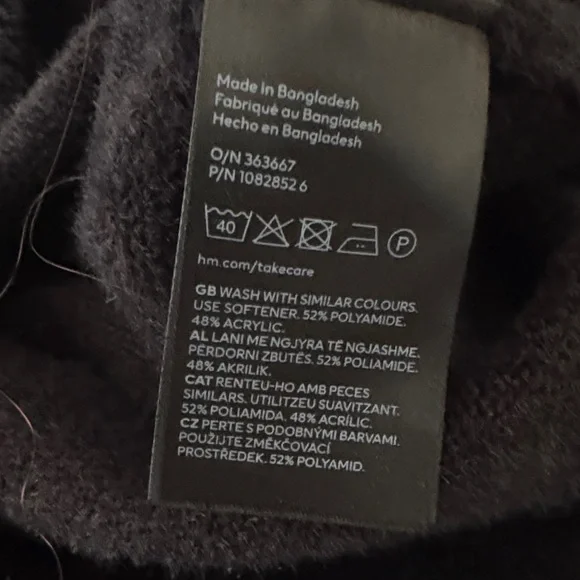 Made in Bangladesh
Fabriqué au Bangladesh
Hecho en Bangladesh
O/N 363667
P/N 1082852 6
40 P
hm.com/takecare
GB WASH WITH SIMILAR COLOURS.
USE SOFTENER. 52% POLYAMIDE.
48% ACRYLIC.
AL LANI ME NGJYRA TË NGJASHME.
PËRDORNI ZBUTËS. 52% POLIAMIDE.
48% AKRILIK.
CAT RENTEU-HO AMB PECES
SIMILARS. UTILITZEU SUAVITZANT.
52% POLIAMIDA. 48% ACRÍLIC.
CZ PERTE S PODOBNÝMI BARVAMI.
POUŽIJTE ZMĚKČOVACÍ
PROSTŘEDEK. 52% POLYAMID.